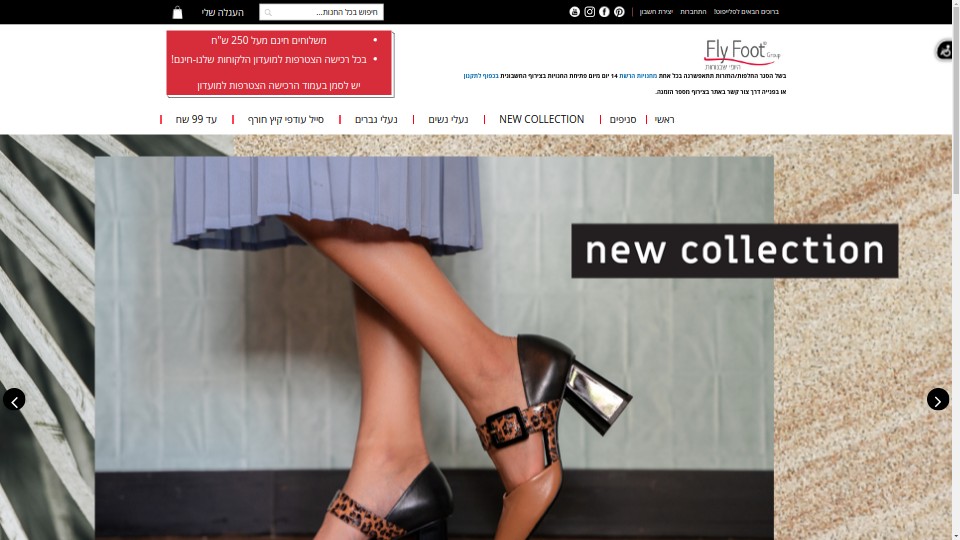 ברוכים הבאים לפלייפוט!
התחברות
יצירת חשבון
חיפוש בכל החנות...
העגלה שלי
Fly Foot® Group
היופי שבנוחות
בשל הסגר החלפות/החזרות תתאפשרנה בכל אחת מחנויות הרשת 14 יום מיום פתיחת החנויות בצירוף החשבונית בכפוף לתקנון
או בפנייה דרך צור קשר באתר בצירוף מספר הזמנה.
משלוחים חינם מעל 250 ש"ח
בכל רכישה הצטרפות למועדון הלקוחות שלנו-חינם!
יש לסמן בעמוד הרכישה הצטרפות למועדון
ראשי
סניפים
NEW COLLECTION
נעלי נשים
נעלי גברים
סייל עודפי קיץ חורף
עד 99 שח
new collection